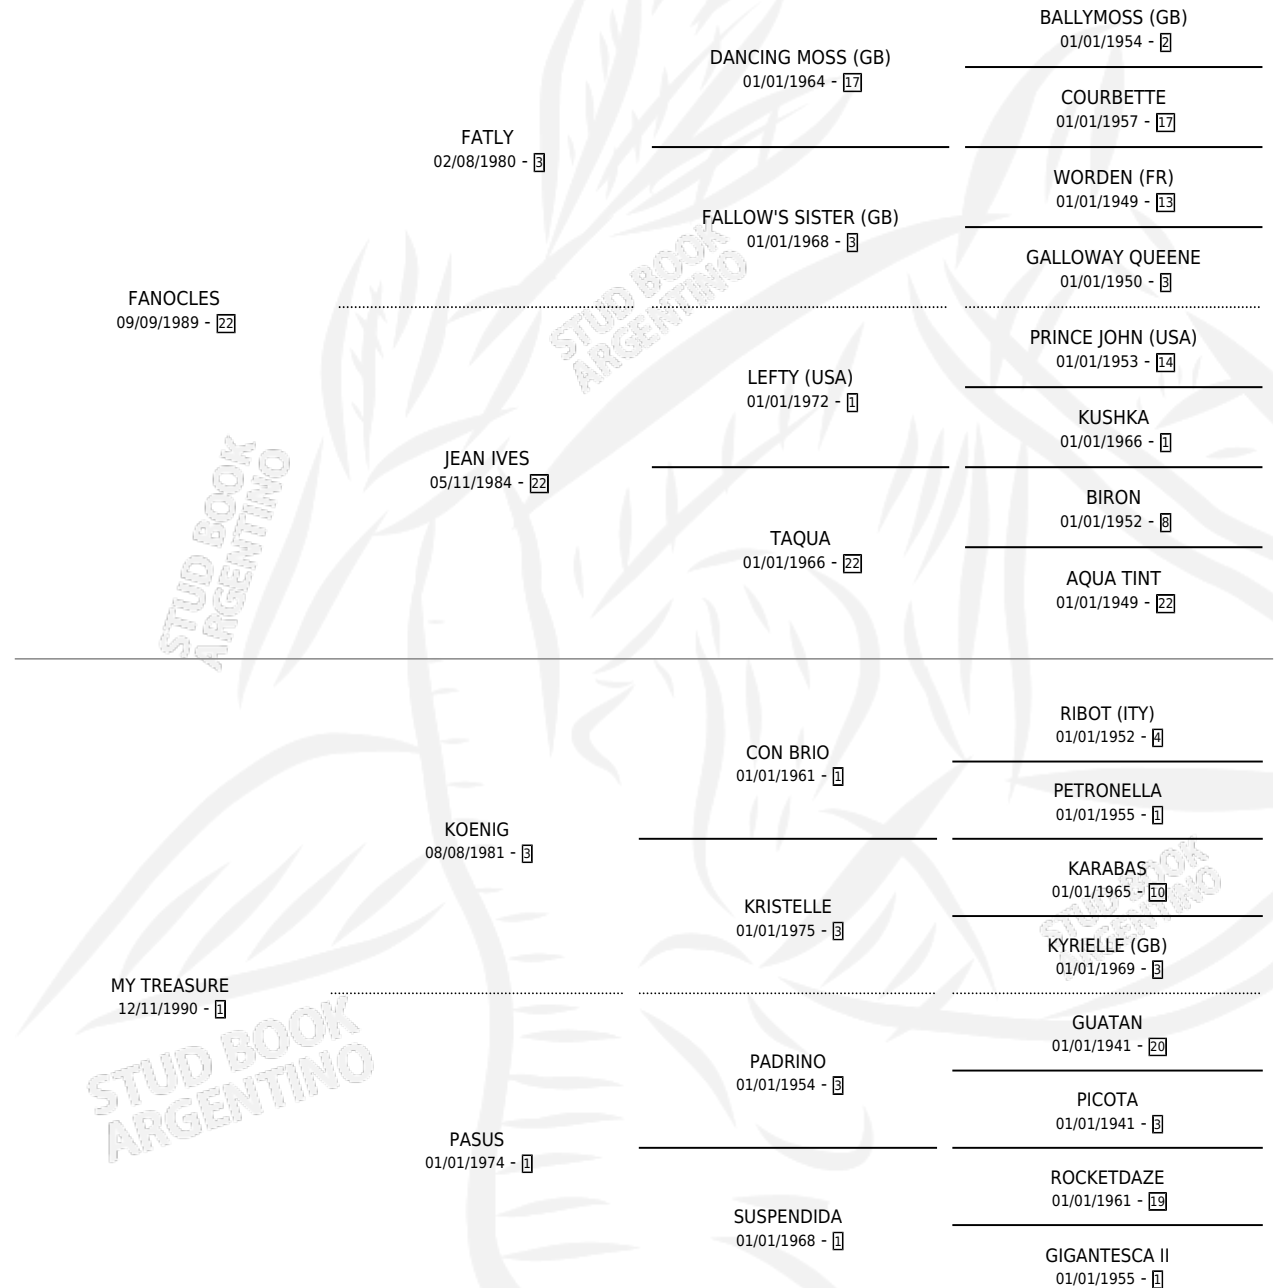 BALLYMOSS (GB)
01/01/1954 - 2
DANCING MOSS (GB)
01/01/1964 - 17
COURBETTE
01/01/1957 - 17
FATLY
02/08/1980 - 3
WORDEN (FR)
01/01/1949 - 13
FALLOW'S SISTER (GB)
01/01/1968 - 3
GALLOWAY QUEENE
01/01/1950 - 3
FANOCLES
09/09/1989 - 22
PRINCE JOHN (USA)
01/01/1953 - 14
LEFTY (USA)
01/01/1972 - 1
KUSHKA
01/01/1966 - 1
JEAN IVES
05/11/1984 - 22
BIRON
01/01/1952 - 8
TAQUA
01/01/1966 - 22
AQUA TINT
01/01/1949 - 22
RIBOT (ITY)
01/01/1952 - 4
CON BRIO
01/01/1961 - 1
PETRONELLA
01/01/1955 - 1
KOENIG
08/08/1981 - 3
KARABAS
01/01/1965 - 10
KRISTELLE
01/01/1975 - 3
KYRIELLE (GB)
01/01/1969 - 3
MY TREASURE
12/11/1990 - 1
GUATAN
01/01/1941 - 20
PADRINO
01/01/1954 - 3
PICOTA
01/01/1941 - 3
PASUS
01/01/1974 - 1
ROCKETDAZE
01/01/1961 - 19
SUSPENDIDA
01/01/1968 - 1
GIGANTESCA II
01/01/1955 - 1
STUD BOOK
ARGENTINO
STUD BOOK
ARGENTINO
STUD BOOK
ARGENTINO
STUD BOOK
ARGENTINO